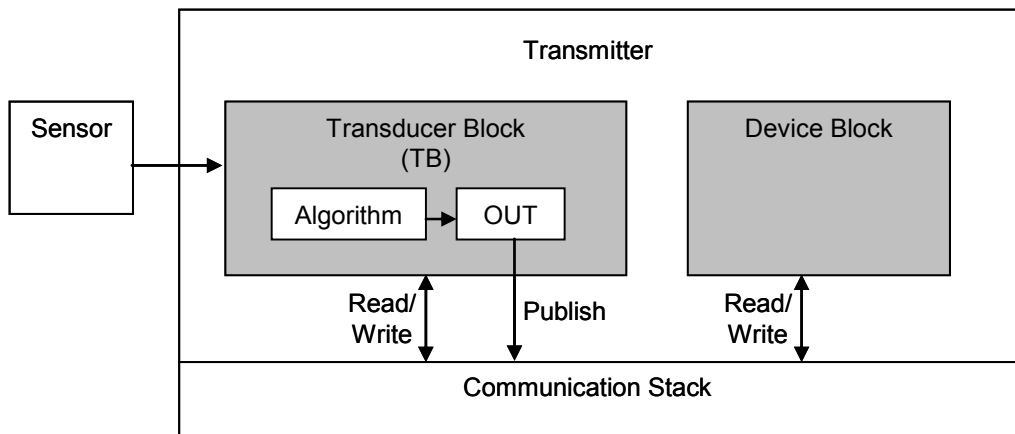 Transmitter
Sensor
Transducer Block
(TB)
Device Block
Algorithm
OUT
Read/
Write
Publish
Read/
Write
Communication Stack